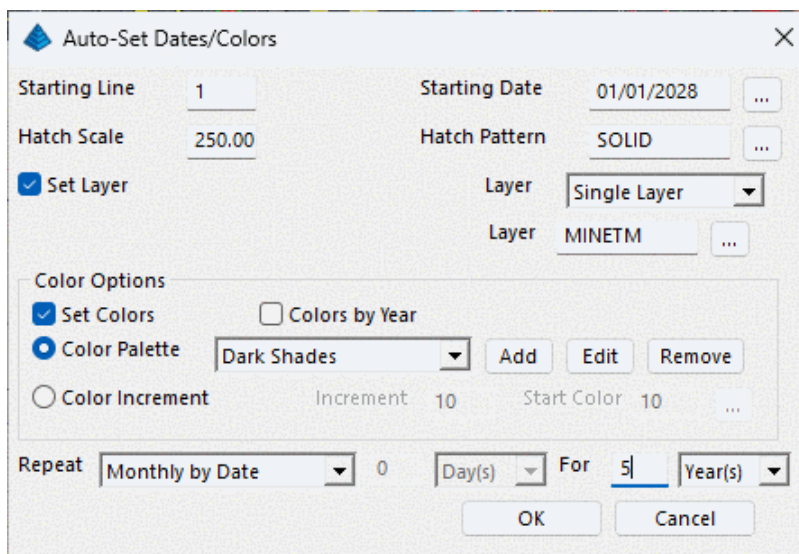 Auto-Set Dates/Colors
Starting Line 1 Starting Date 01/01/2028 ...
Hatch Scale 250.00 Hatch Pattern SOLID ...
Set Layer Layer Single Layer
Layer MINETM ...
Color Options
Set Colors Colors by Year
Color Palette Dark Shades Add Edit Remove
Color Increment Increment 10 Start Color 10 ...
Repeat Monthly by Date 0 Day(s) For 5 Year(s)
OK Cancel